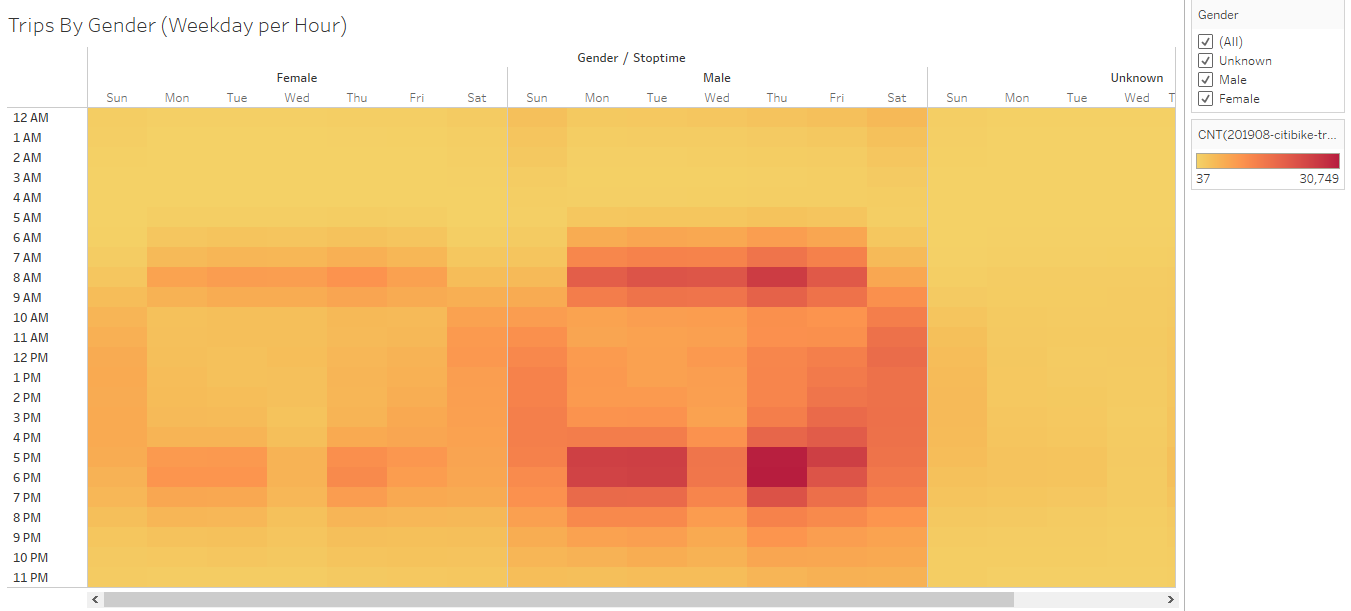 Trips By Gender (Weekday per Hour)
Gender / Stoptime
Female Male Unknown
Sun Mon Tue Wed Thu Fri Sat Sun Mon Tue Wed Thu Fri Sat Sun Mon Tue Wed T
12 AM
1 AM
2 AM
3 AM
4 AM
5 AM
6 AM
7 AM
8 AM
9 AM
10 AM
11 AM
12 PM
1 PM
2 PM
3 PM
4 PM
5 PM
6 PM
7 PM
8 PM
9 PM
10 PM
11 PM
Gender
(All)
Unknown
Male
Female
CNT(201908-citibike-tr...
37 30,749